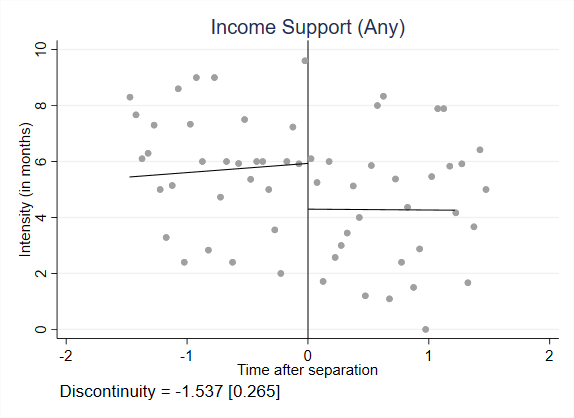 Income Support (Any)
Intensity (in months)
10
8
6
4
2
0
-2 -1 0 1 2
Time after separation
Discontinuity = -1.537 [0.265]